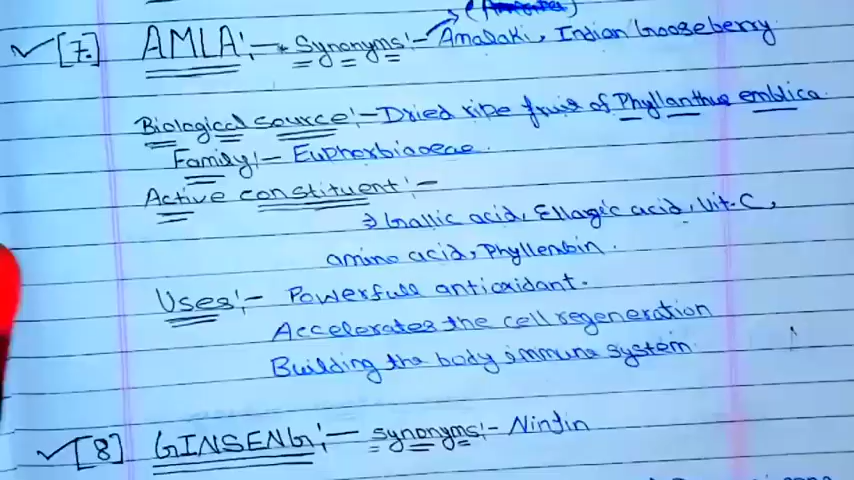 [7.] AMLA:- Synonyms:- Amalaki, Indian Gooseberry
Biological source:- Dried ripe fruit of Phyllanthus emblica.
Family:- Euphorbiaceae.
Active constituent:-
→ Gallic acid, Ellagic acid, Vit. C,
amino acid, Phyllembin.
Uses:- Powerfull antioxidant.
Accelerates the cell regeneration
Building the body immune system
[8] GINSENG:- synonyms:- Ninjin